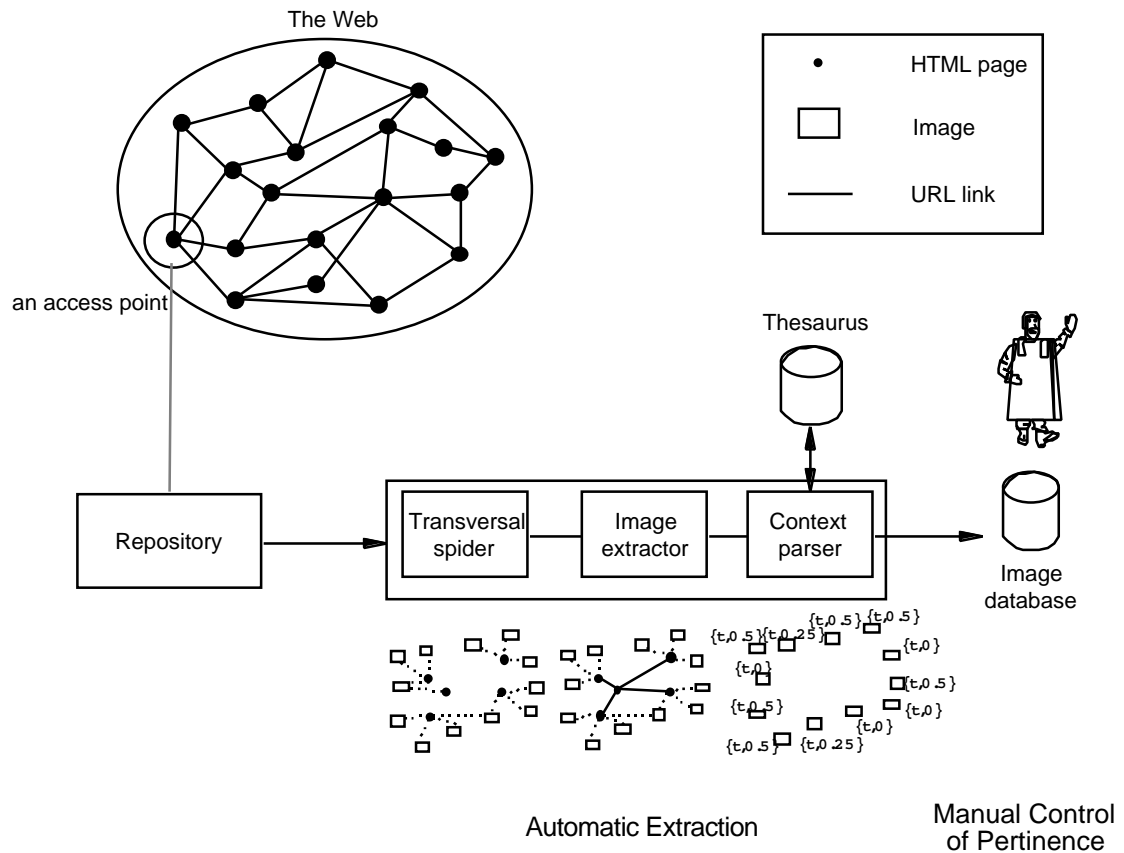 The Web
HTML page
Image
URL link
an access point
Thesaurus
Repository
Transversal
spider
Image
extractor
Context
parser
Image
database
{t,0.5}
{t,0.25}
{t,0.5}
{t,0.5}
{t,0}
{t,0}
{t,0.5}
{t,0.5}
{t,0}
{t,0}
{t,0.5}
{t,0.25}
Automatic Extraction
Manual Control
of Pertinence